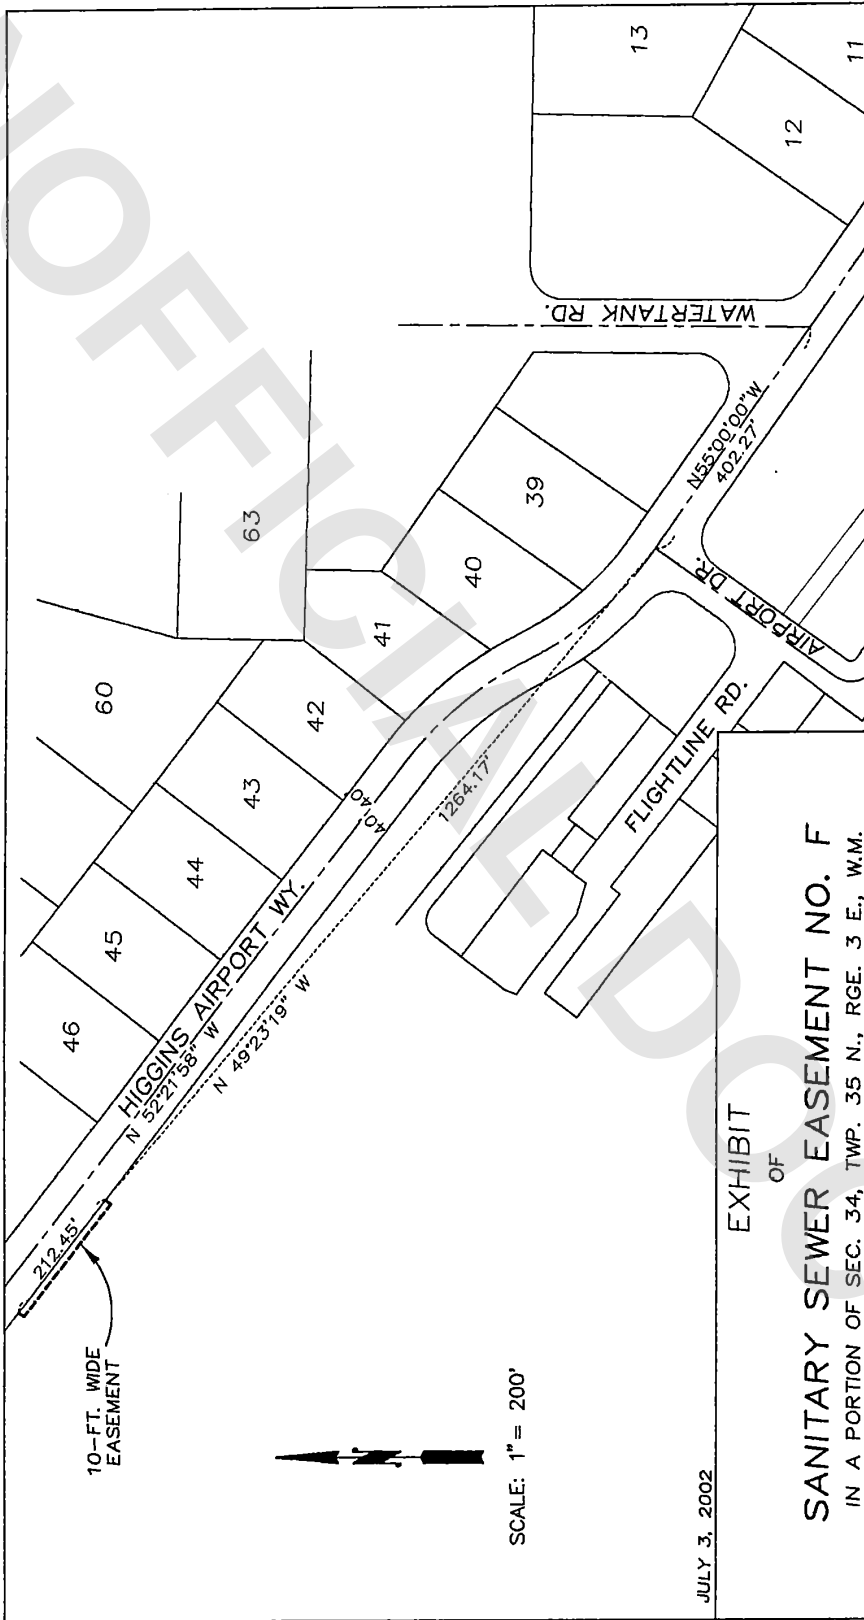 13
12
11
WATERTANK RD.
63
60
39
40
41
42
43
44
45
46
N55°00'00"W
402.27'
AIRPORT DR.
FLIGHTLINE RD.
40' 40'
1264.17'
HIGGINS AIRPORT WY.
N 52°21'58" W
N 49°23'19" W
212.45'
10-FT. WIDE
EASEMENT
N
SCALE: 1" = 200'
JULY 3, 2002
EXHIBIT
OF
SANITARY SEWER EASEMENT NO. F
IN A PORTION OF SEC. 34, TWP. 35 N., RGE. 3 E., W.M.
UNOFFICIAL DOC